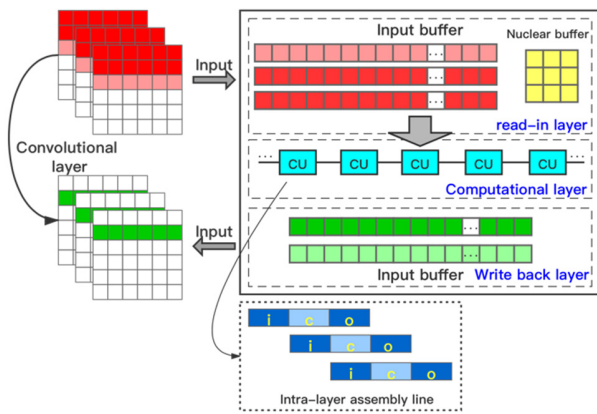 Input buffer
Nuclear buffer
Input
...
read-in layer
Convolutional
layer
... CU CU CU CU CU ...
Computational layer
Input
...
...
Input buffer
Write back layer
i c o
i c o
i c o
Intra-layer assembly line